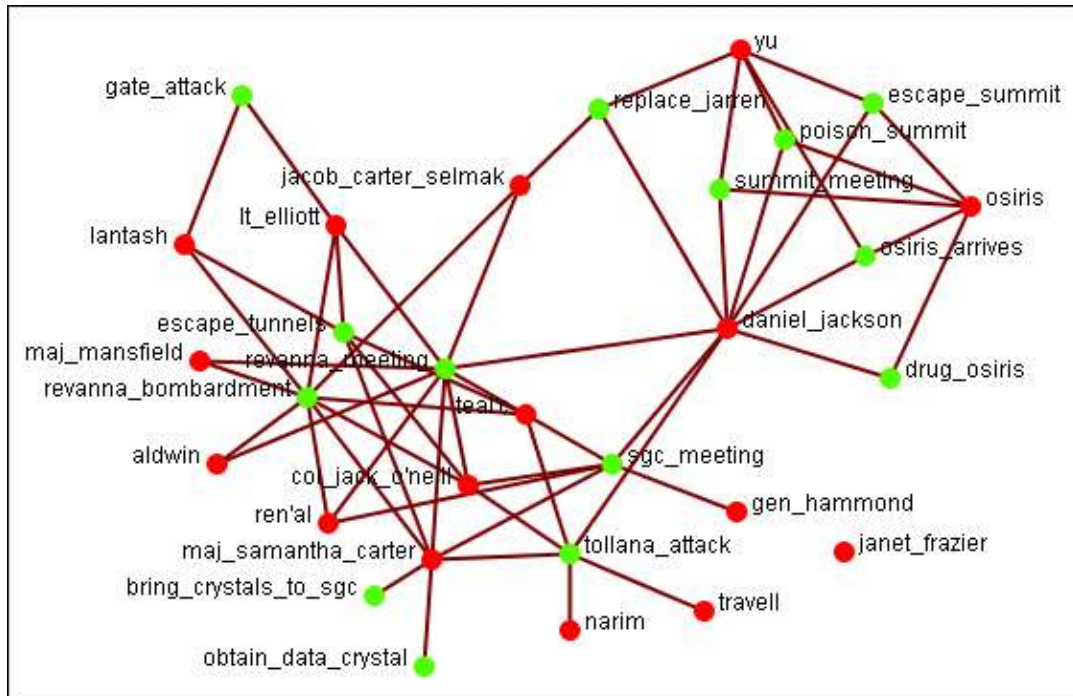 yu
gate_attack
replace_jarren
escape_summit
poison_summit
jacob_carter_selmak
summit_meeting
osiris
lt_elliott
lantash
osiris_arrives
escape_tunnels
daniel_jackson
maj_mansfield
revanna_meeting
revanna_bombardment
drug_osiris
aldwin
sgc_meeting
col_jack_o'neill
gen_hammond
ren'al
maj_samantha_carter
tollana_attack
janet_frazier
bring_crystals_to_sgc
travell
narim
obtain_data_crystal